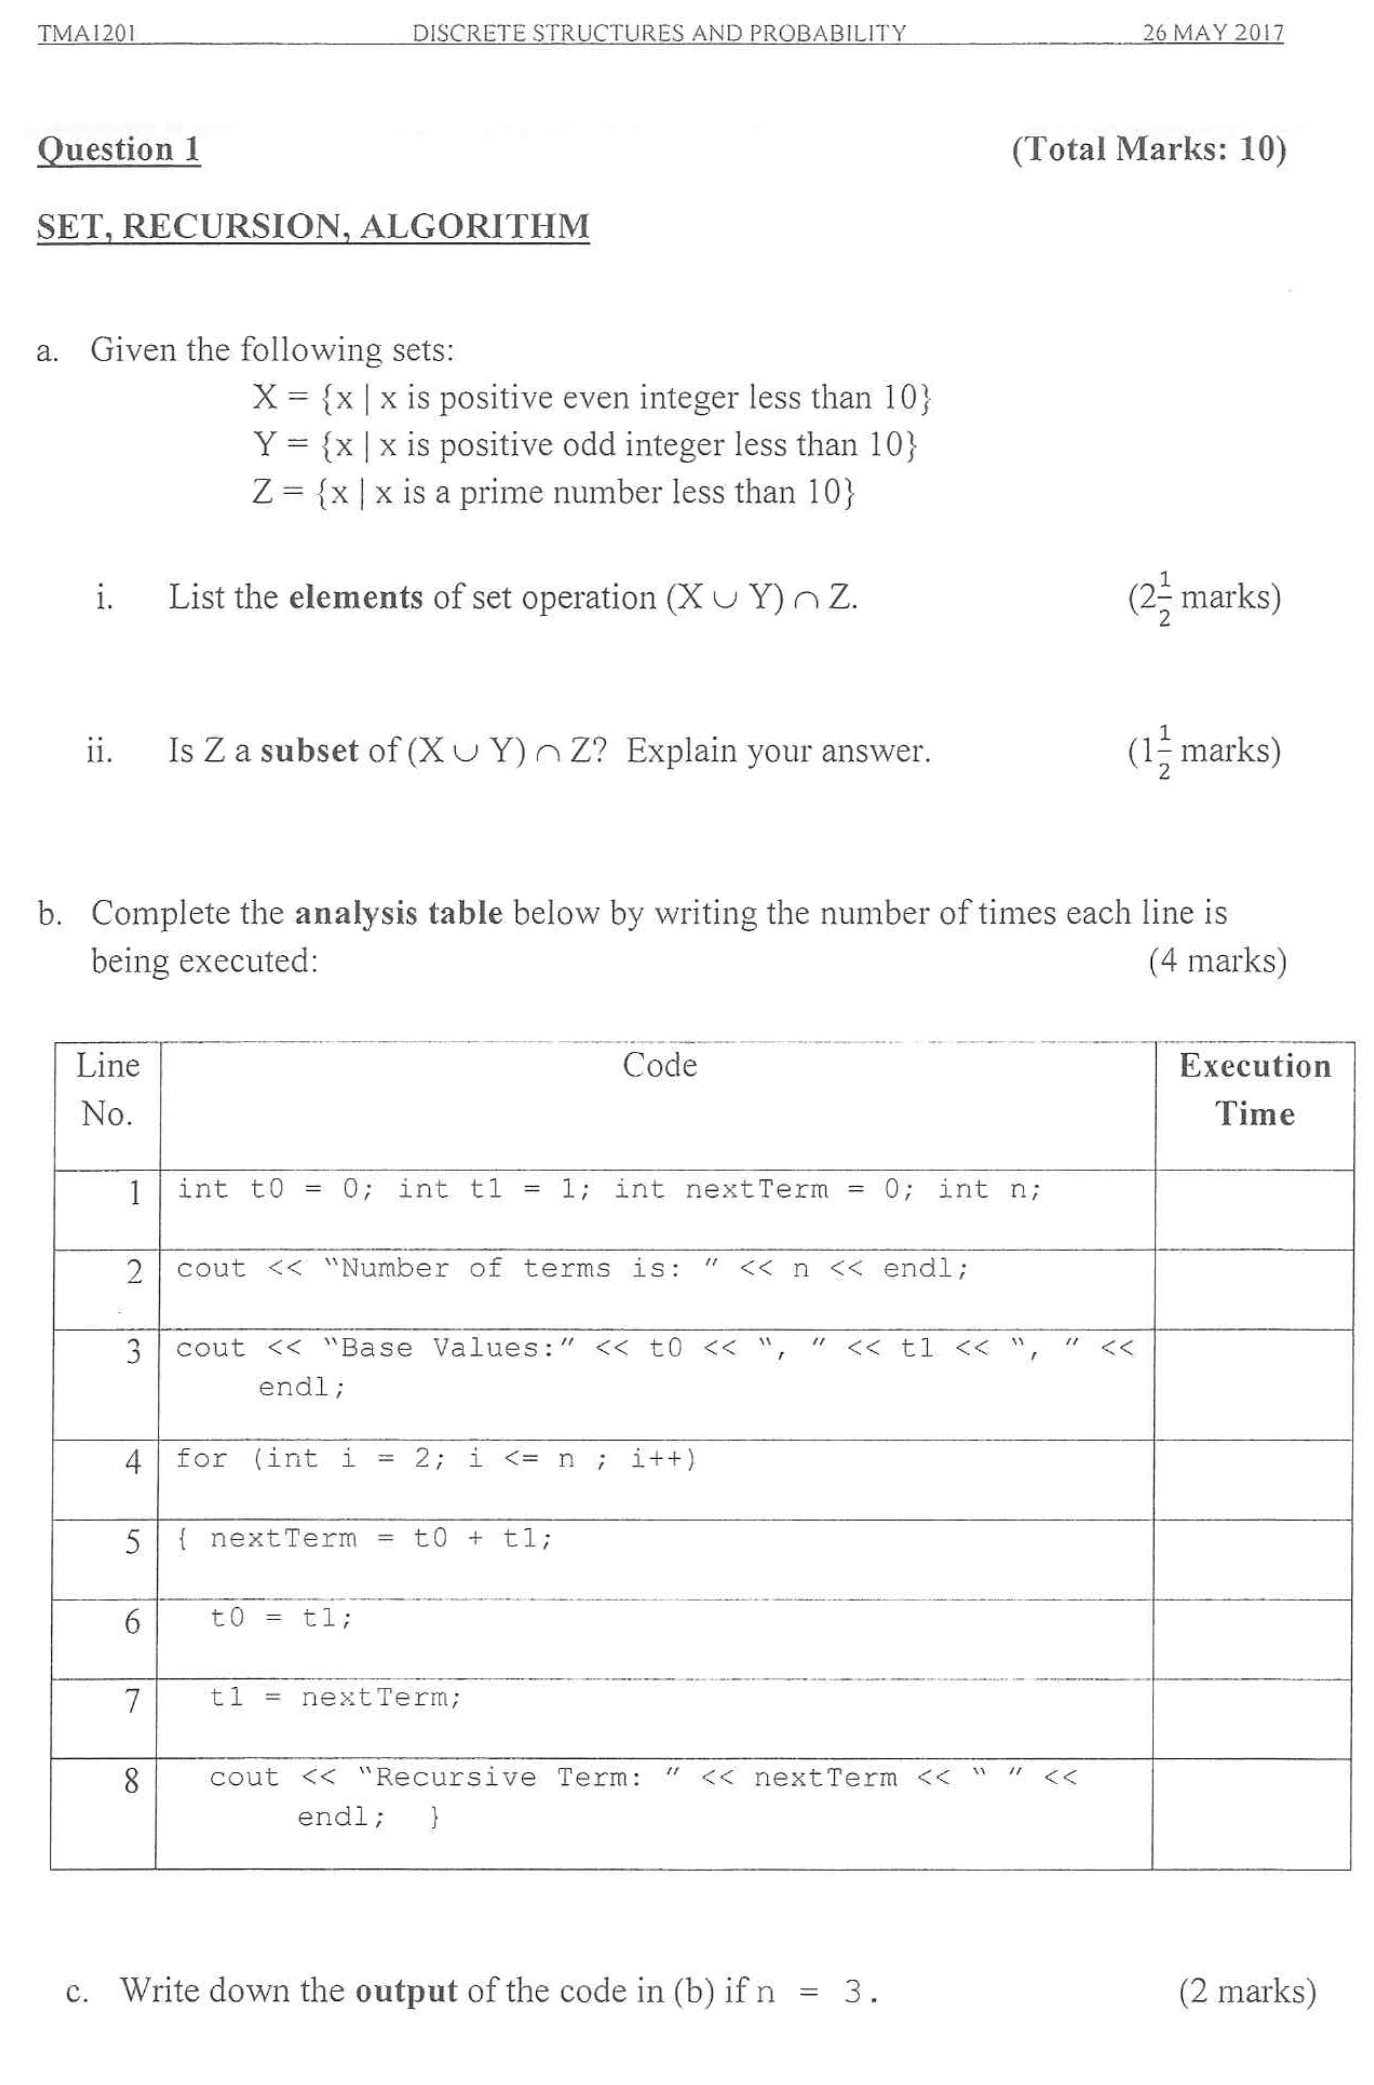 TMA1201 DISCRETE STRUCTURES AND PROBABILITY 26 MAY 2017
Question 1 (Total Marks: 10)
SET, RECURSION, ALGORITHM
a. Given the following sets:
X = {x | x is positive even integer less than 10}
Y = {x | x is positive odd integer less than 10}
Z = {x | x is a prime number less than 10}
i. List the elements of set operation (X ∪ Y) ∩ Z. (2 1/2 marks)
ii. Is Z a subset of (X ∪ Y) ∩ Z? Explain your answer. (1 1/2 marks)
b. Complete the analysis table below by writing the number of times each line is
being executed: (4 marks)
Line Code Execution
No. Time
1 int t0 = 0; int t1 = 1; int nextTerm = 0; int n;
2 cout << "Number of terms is: " << n << endl;
3 cout << "Base Values:" << t0 << ", " << t1 << ", " <<
endl;
4 for (int i = 2; i <= n ; i++)
5 { nextTerm = t0 + t1;
6 t0 = t1;
7 t1 = nextTerm;
8 cout << "Recursive Term: " << nextTerm << " " <<
endl; }
c. Write down the output of the code in (b) if n = 3. (2 marks)